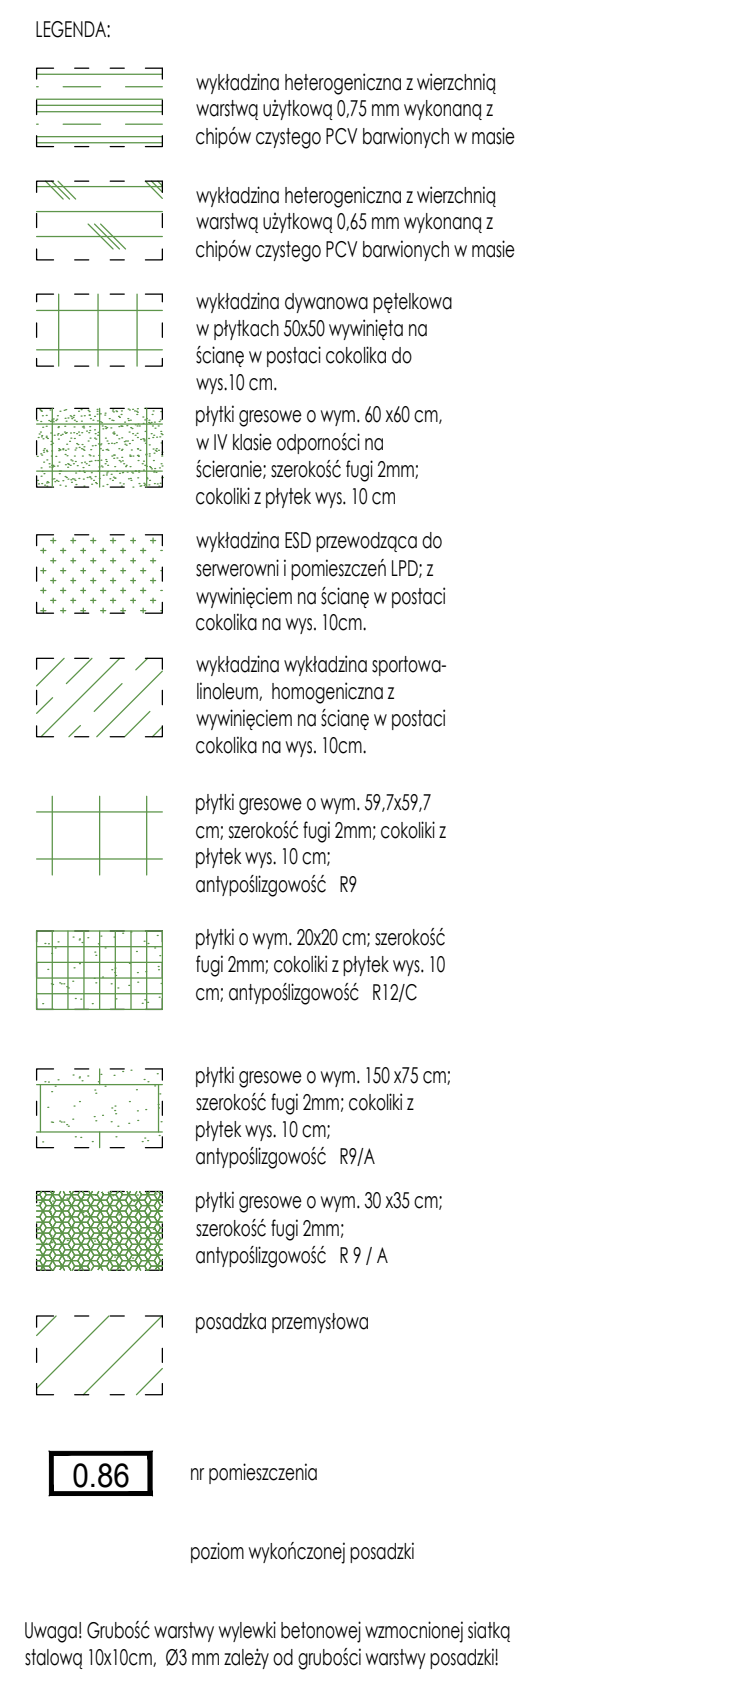 LEGENDA:
wykładzina heterogeniczna z wierzchnią
warstwą użytkową 0,75 mm wykonaną z
chipów czystego PCV barwionych w masie
wykładzina heterogeniczna z wierzchnią
warstwą użytkową 0,65 mm wykonaną z
chipów czystego PCV barwionych w masie
wykładzina dywanowa pętelkowa
w płytkach 50x50 wywinięta na
ścianę w postaci cokolika do
wys.10 cm.
płytki gresowe o wym. 60 x60 cm,
w IV klasie odporności na
ścieranie; szerokość fugi 2mm;
cokoliki z płytek wys. 10 cm
wykładzina ESD przewodząca do
serwerowni i pomieszczeń LPD; z
wywinięciem na ścianę w postaci
cokolika na wys. 10cm.
wykładzina wykładzina sportowa-
linoleum, homogeniczna z
wywinięciem na ścianę w postaci
cokolika na wys. 10cm.
płytki gresowe o wym. 59,7x59,7
cm; szerokość fugi 2mm; cokoliki z
płytek wys. 10 cm;
antypoślizgowość R9
płytki o wym. 20x20 cm; szerokość
fugi 2mm; cokoliki z płytek wys. 10
cm; antypoślizgowość R12/C
płytki gresowe o wym. 150 x75 cm;
szerokość fugi 2mm; cokoliki z
płytek wys. 10 cm;
antypoślizgowość R9/A
płytki gresowe o wym. 30 x35 cm;
szerokość fugi 2mm;
antypoślizgowość R 9 / A
posadzka przemysłowa
0.86 nr pomieszczenia
poziom wykończonej posadzki
Uwaga! Grubość warstwy wylewki betonowej wzmocnionej siatką
stalową 10x10cm, Ø3 mm zależy od grubości warstwy posadzki!